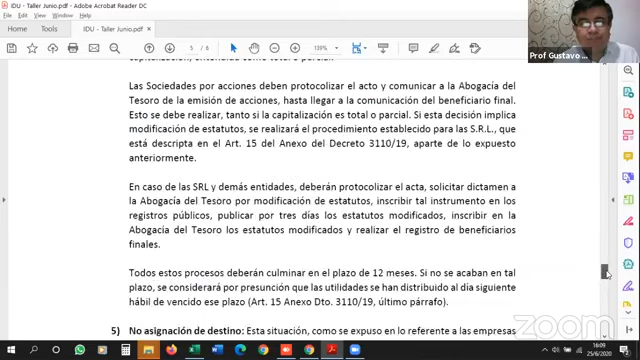 IDU - Taller Junio.pdf - Adobe Acrobat Reader DC
File Edit View Window Help
Home Tools IDU - Taller Junio.pdf
5 / 6 139%
Prof Gustavo
capitalización, entendida como total o parcial.
Las Sociedades por acciones deben protocolizar el acto y comunicar a la Abogacía del
Tesoro de la emisión de acciones, hasta llegar a la comunicación del beneficiario final.
Esto se debe realizar, tanto si la capitalización es total o parcial. Si esta decisión implica
modificación de estatutos, se realizará el procedimiento establecido para las S.R.L., que
está descripta en el Art. 15 del Anexo del Decreto 3110/19, aparte de lo expuesto
anteriormente.
En caso de las SRL y demás entidades, deberán protocolizar el acta, solicitar dictamen a
la Abogacía del Tesoro por modificación de estatutos, inscribir tal instrumento en los
registros públicos, publicar por tres días los estatutos modificados, inscribir en la
Abogacía del Tesoro los estatutos modificados y realizar el registro de beneficiarios
finales.
Todos estos procesos deberán culminar en el plazo de 12 meses. Si no se acaban en tal
plazo, se considerará por presunción que las utilidades se han distribuido al día siguiente
hábil de vencido ese plazo (Art. 15 Anexo Dto. 3110/19, último párrafo).
5) No asignación de destino: Esta situación, como se expuso en lo referente a las empresas
zoom
16:09
25/6/2020